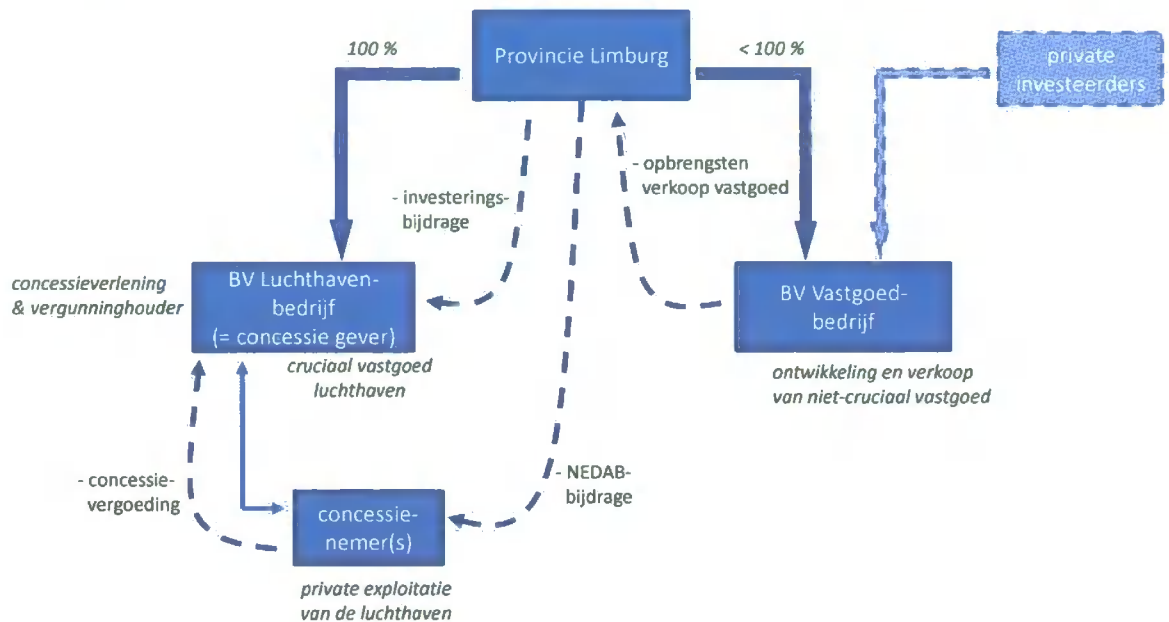 100 %
Provincie Limburg
< 100 %
private
investeerders
- opbrengsten
verkoop vastgoed
- investerings-
bijdrage
concessieverlening
& vergunninghouder
BV Luchthaven-
bedrijf
(= concessie gever)
cruciaal vastgoed
luchthaven
BV Vastgoed-
bedrijf
ontwikkeling en verkoop
van niet-cruciaal vastgoed
- concessie-
vergoeding
- NEDAB-
bijdrage
concessie-
nemer(s)
private exploitatie
van de luchthaven